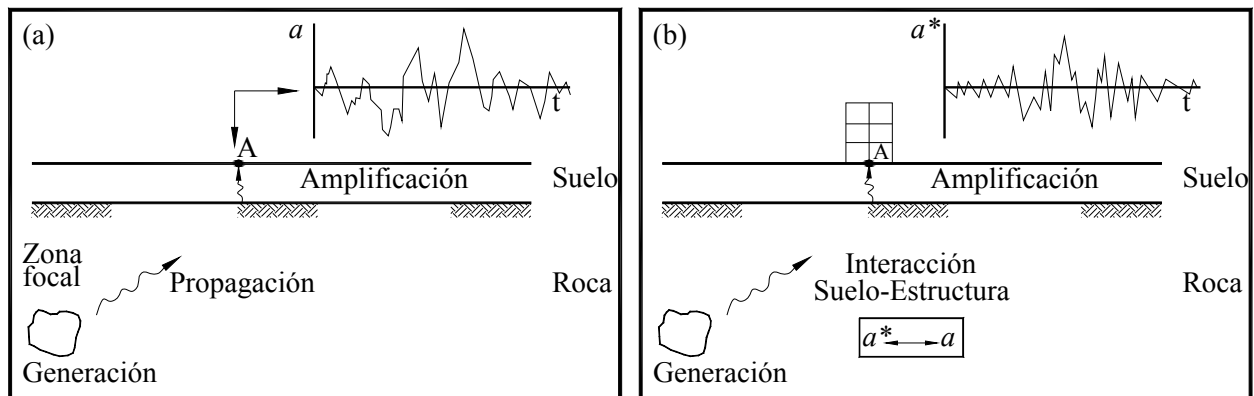 (a)
a
t
A
Amplificación
Suelo
Zona
focal
Propagación
Roca
Generación
(b)
a*
t
A
Amplificación
Suelo
Interacción
Suelo-Estructura
Roca
a* a
Generación